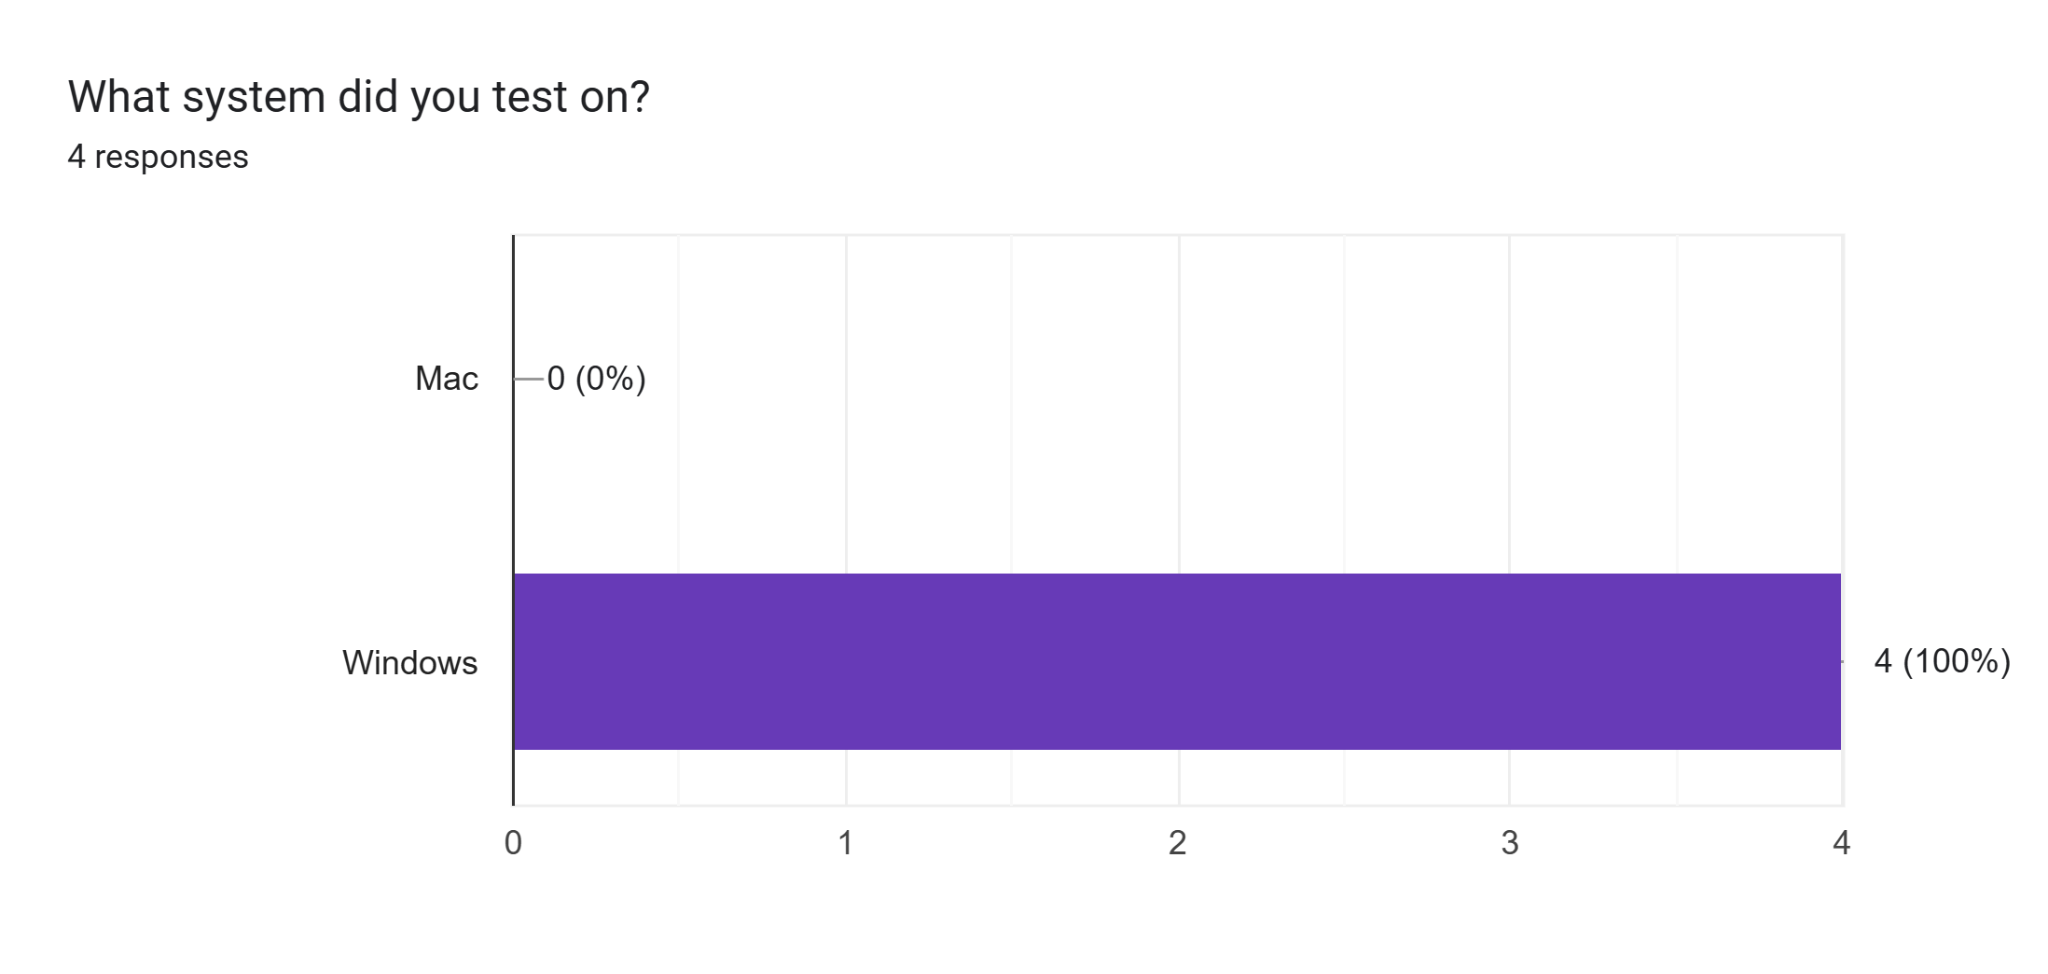 What system did you test on?
4 responses
Mac 0 (0%)
Windows 4 (100%)
0 1 2 3 4